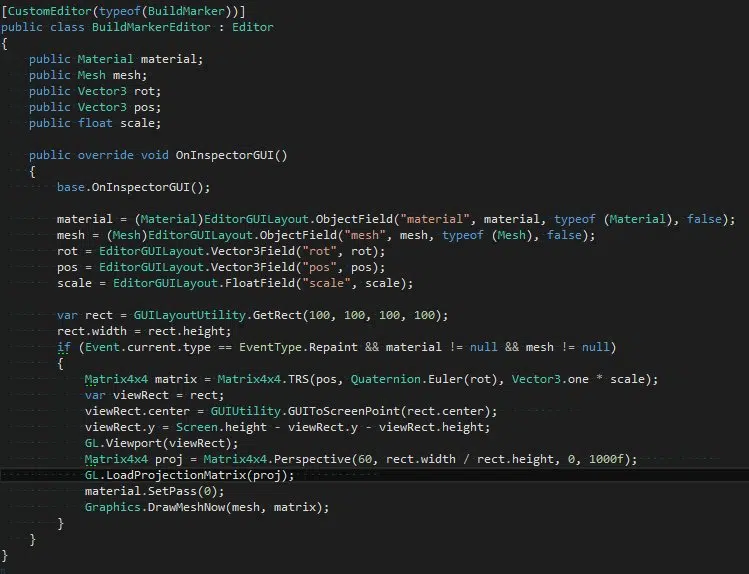 [CustomEditor(typeof(BuildMarker))]
public class BuildMarkerEditor : Editor
{
    public Material material;
    public Mesh mesh;
    public Vector3 rot;
    public Vector3 pos;
    public float scale;

    public override void OnInspectorGUI()
    {
        base.OnInspectorGUI();

        material = (Material)EditorGUILayout.ObjectField("material", material, typeof (Material), false);
        mesh = (Mesh)EditorGUILayout.ObjectField("mesh", mesh, typeof (Mesh), false);
        rot = EditorGUILayout.Vector3Field("rot", rot);
        pos = EditorGUILayout.Vector3Field("pos", pos);
        scale = EditorGUILayout.FloatField("scale", scale);

        var rect = GUILayoutUtility.GetRect(100, 100, 100, 100);
        rect.width = rect.height;
        if (Event.current.type == EventType.Repaint && material != null && mesh != null)
        {
            Matrix4x4 matrix = Matrix4x4.TRS(pos, Quaternion.Euler(rot), Vector3.one * scale);
            var viewRect = rect;
            viewRect.center = GUIUtility.GUIToScreenPoint(rect.center);
            viewRect.y = Screen.height - viewRect.y - viewRect.height;
            GL.Viewport(viewRect);
            Matrix4x4 proj = Matrix4x4.Perspective(60, rect.width / rect.height, 0, 1000f);
            GL.LoadProjectionMatrix(proj);
            material.SetPass(0);
            Graphics.DrawMeshNow(mesh, matrix);
        }
    }
}